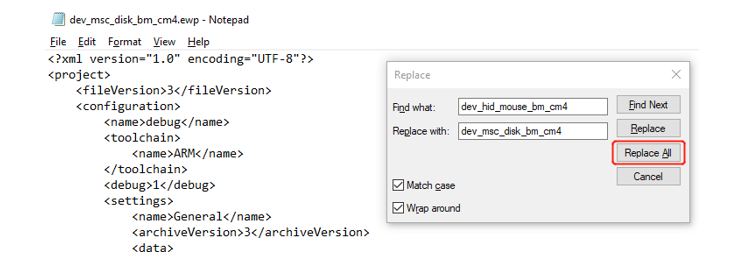 dev_msc_disk_bm_cm4.ewp - Notepad
File Edit Format View Help
<?xml version="1.0" encoding="UTF-8"?>
<project>
<fileVersion>3</fileVersion>
<configuration>
<name>debug</name>
<toolchain>
<name>ARM</name>
</toolchain>
<debug>1</debug>
<settings>
<name>General</name>
<archiveVersion>3</archiveVersion>
<data>
Replace
Find what: dev_hid_mouse_bm_cm4 Find Next
Replace with: dev_msc_disk_bm_cm4 Replace
Replace All
Cancel
Match case
Wrap around